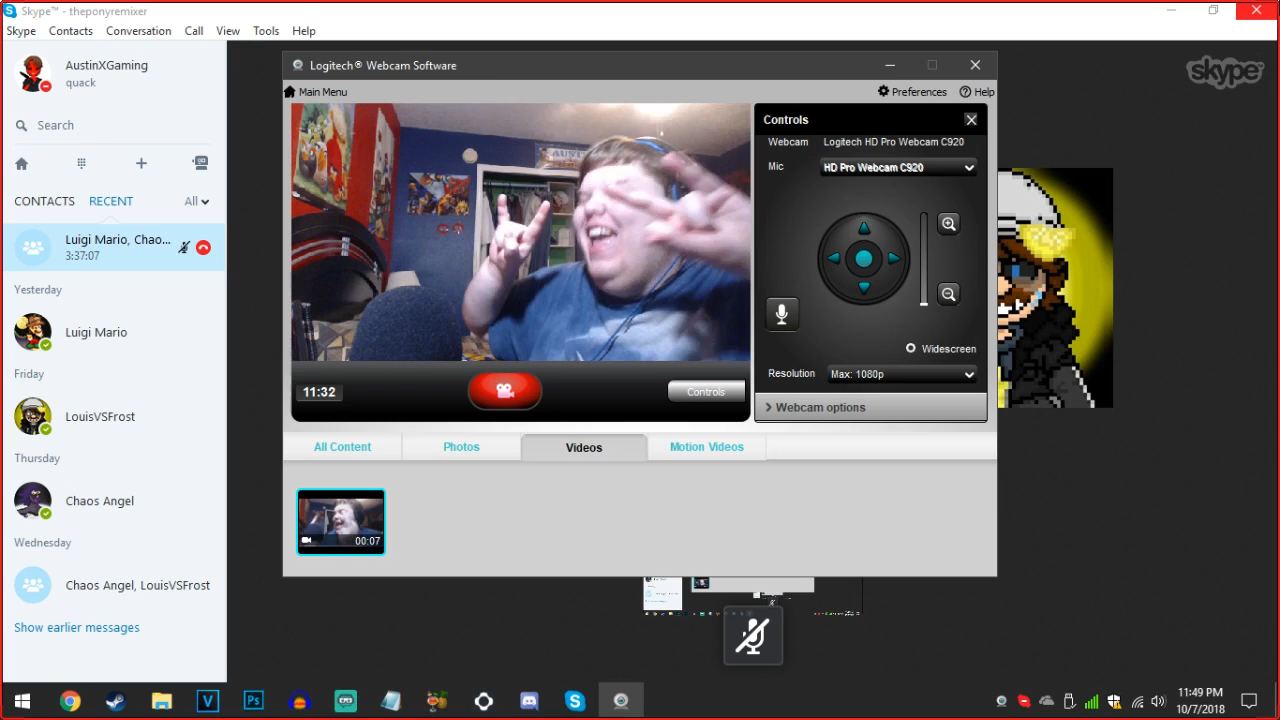 Skype™ - theponyremixer
Skype Contacts Conversation Call View Tools Help
AustinXGaming
quack
Search
CONTACTS RECENT All
Luigi Mario, Chao...
3:37:07
Yesterday
Luigi Mario
Friday
LouisVSFrost
Thursday
Chaos Angel
Wednesday
Chaos Angel, LouisVSFrost
Show earlier messages
Logitech® Webcam Software
Main Menu
Preferences Help
AUSTIN
11:32
Controls
Controls
Webcam Logitech HD Pro Webcam C920
Mic HD Pro Webcam C920
Widescreen
Resolution Max: 1080p
Webcam options
All Content Photos Videos Motion Videos
00:07
skype
V
Ps
11:49 PM
10/7/2018